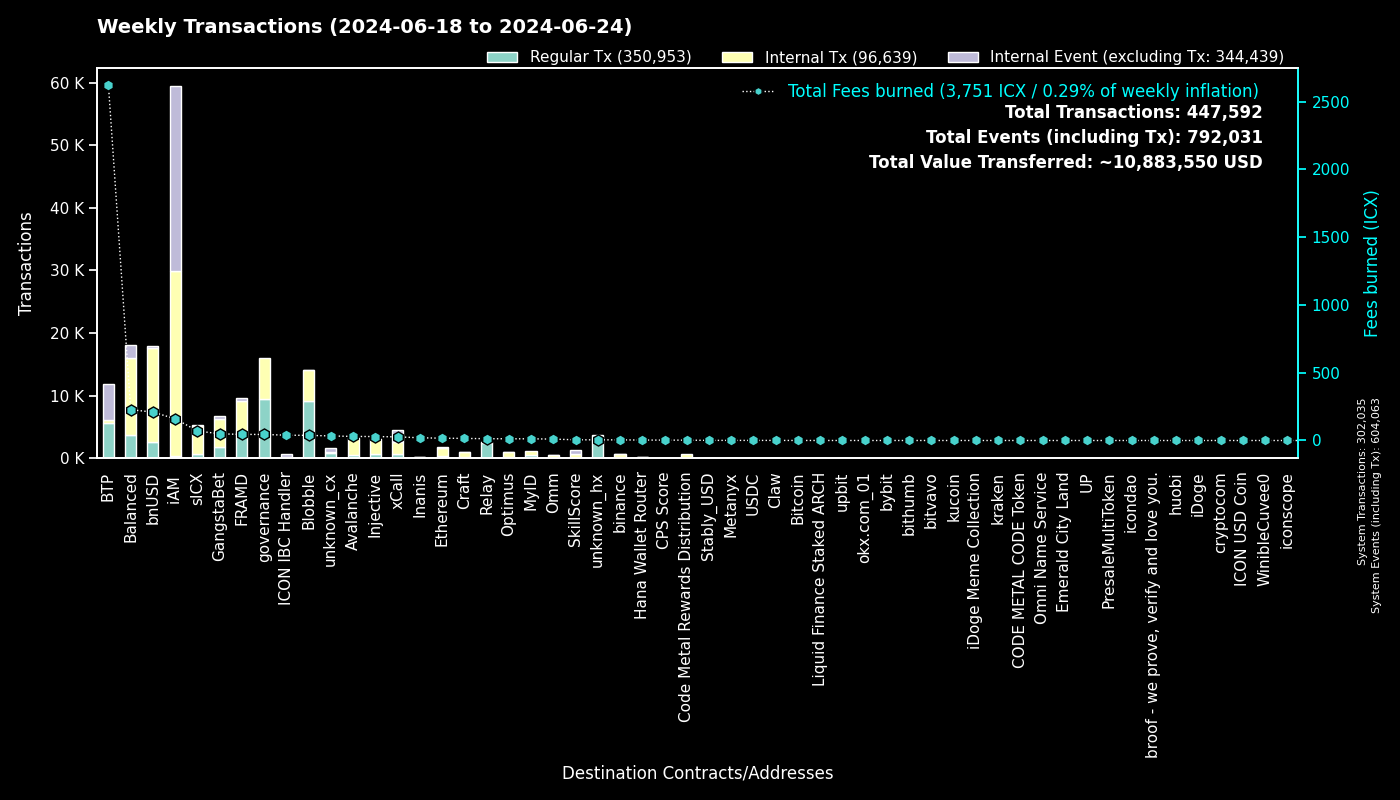 Weekly Transactions (2024-06-18 to 2024-06-24)
Regular Tx (350,953)
Internal Tx (96,639)
Internal Event (excluding Tx: 344,439)
Total Fees burned (3,751 ICX / 0.29% of weekly inflation)
Total Transactions: 447,592
Total Events (including Tx): 792,031
Total Value Transferred: ~10,883,550 USD
Transactions
60 K
50 K
40 K
30 K
20 K
10 K
0 K
2500
2000
1500
1000
500
0
Fees burned (ICX)
BTP
Balanced
bnUSD
iAM
sICX
GangstaBet
FRAMD
governance
ICON IBC Handler
Blobble
unknown_cx
Avalanche
Injective
xCall
Inanis
Ethereum
Craft
Relay
Optimus
MyID
Omm
SkillScore
unknown_hx
binance
Hana Wallet Router
CPS Score
Code Metal Rewards Distribution
Stably_USD
Metanyx
USDC
Claw
Bitcoin
Liquid Finance Staked ARCH
upbit
okx.com_01
bybit
bithumb
bitvavo
kucoin
iDoge Meme Collection
kraken
CODE METAL CODE Token
Omni Name Service
Emerald City Land
UP
PresaleMultiToken
icondao
broof - we prove, verify and love you.
huobi
iDoge
cryptocom
ICON USD Coin
WinibleCuvee0
iconscope
Destination Contracts/Addresses
System Transactions: 302,035
System Events (including Tx): 604,063